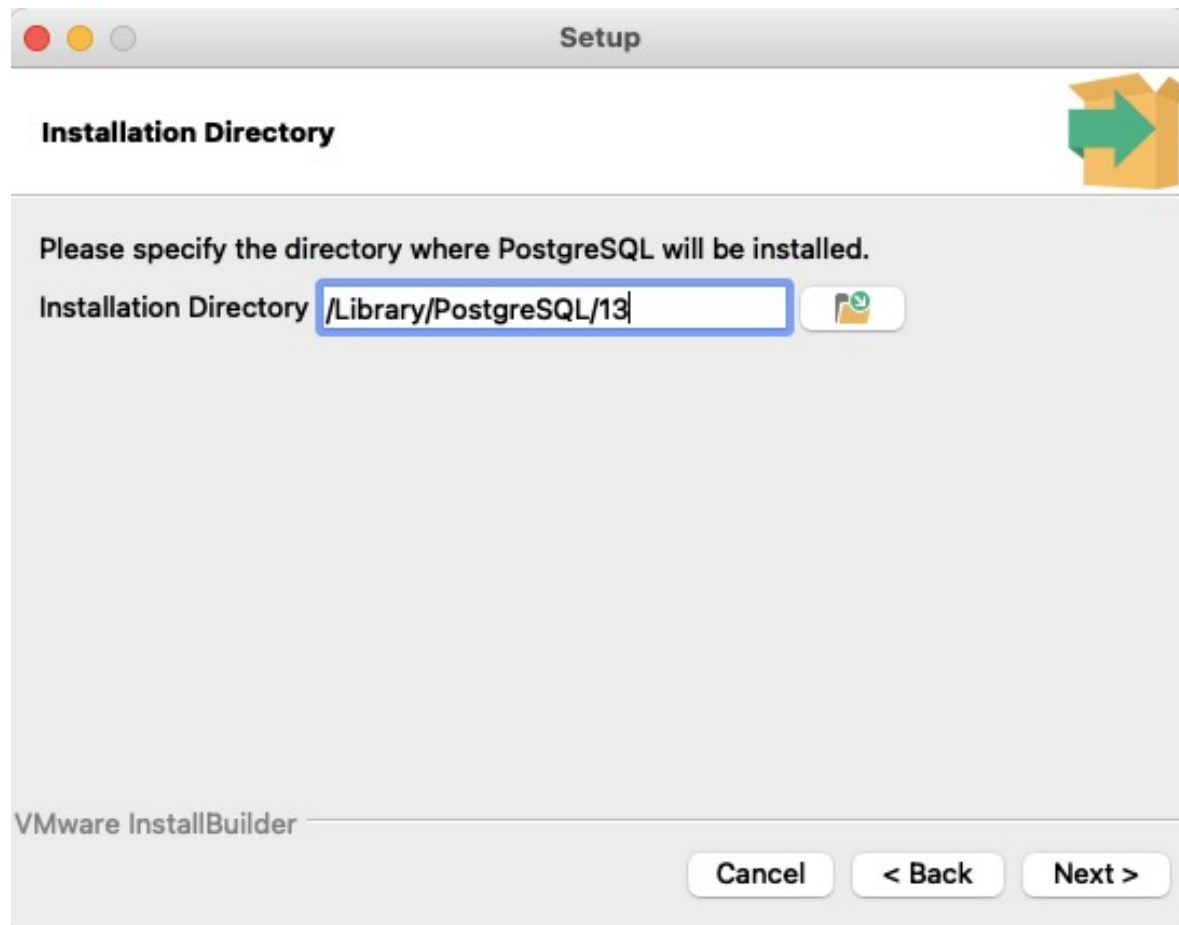 Setup
Installation Directory
Please specify the directory where PostgreSQL will be installed.
Installation Directory /Library/PostgreSQL/13
VMware InstallBuilder
Cancel < Back Next >